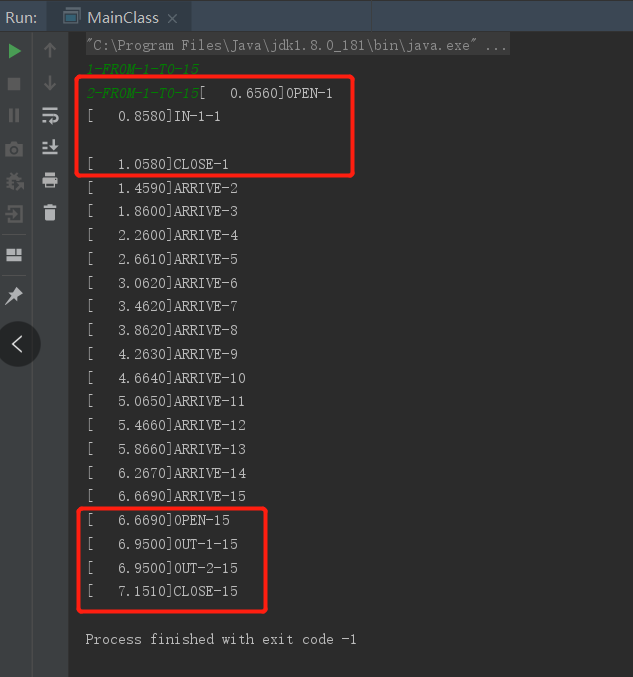 Run: MainClass ×
"C:\Program Files\Java\jdk1.8.0_181\bin\java.exe" ...
1-FROM-1-TO-15
2-FROM-1-TO-15[   0.6560]OPEN-1
[   0.8580]IN-1-1
[   1.0580]CLOSE-1
[   1.4590]ARRIVE-2
[   1.8600]ARRIVE-3
[   2.2600]ARRIVE-4
[   2.6610]ARRIVE-5
[   3.0620]ARRIVE-6
[   3.4620]ARRIVE-7
[   3.8620]ARRIVE-8
[   4.2630]ARRIVE-9
[   4.6640]ARRIVE-10
[   5.0650]ARRIVE-11
[   5.4660]ARRIVE-12
[   5.8660]ARRIVE-13
[   6.2670]ARRIVE-14
[   6.6690]ARRIVE-15
[   6.6690]OPEN-15
[   6.9500]OUT-1-15
[   6.9500]OUT-2-15
[   7.1510]CLOSE-15
Process finished with exit code -1